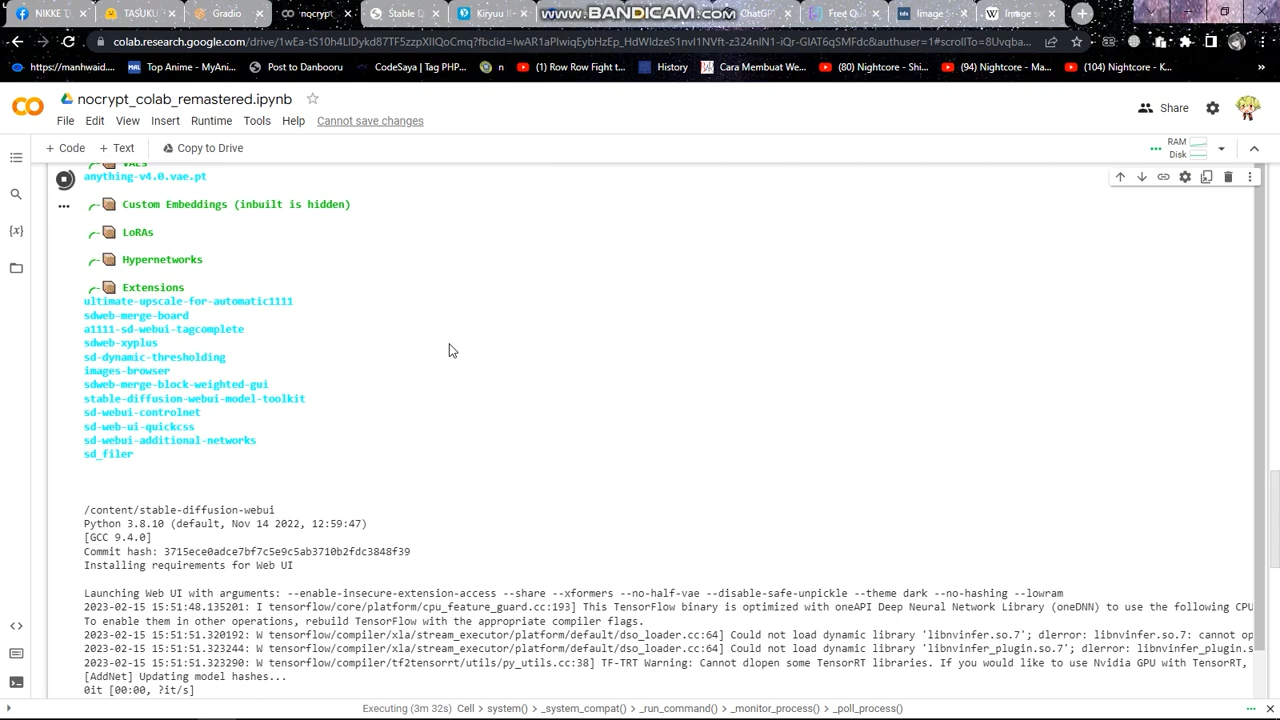 NIKKE T
TASUKU
Gradio
nocrypt
Stable D
Kiryuu I
WWW.BANDICAM.COM
ChatGP
Free O
Image S
Image
colab.research.google.com/drive/
https://manhwaid....
Top Anime - MyAni...
Post to Danbooru
CodeSaya | Tag PHP...
n
(1) Row Row Fight t...
History
Cara Membuat We...
(80) Nightcore - Shi...
(94) Nightcore - Ma...
(104) Nightcore - K...
»
nocrypt_colab_remastered.ipynb
Share
File Edit View Insert Runtime Tools Help Cannot save changes
+ Code + Text Copy to Drive
RAM
Disk
VAEs
anything-v4.0.vae.pt
Custom Embeddings (inbuilt is hidden)
LoRAs
Hypernetworks
Extensions
ultimate-upscale-for-automatic1111
sdweb-merge-board
a1111-sd-webui-tagcomplete
sdweb-xyplus
sd-dynamic-thresholding
images-browser
sdweb-merge-block-weighted-gui
stable-diffusion-webui-model-toolkit
sd-webui-controlnet
sd-web-ui-quickcss
sd-webui-additional-networks
sd_filer
/content/stable-diffusion-webui
Python 3.8.10 (default, Nov 14 2022, 12:59:47)
[GCC 9.4.0]
Commit hash: 3715ece0adce7bf7c5e9c5ab3710b2fdc3848f39
Installing requirements for Web UI
Launching Web UI with arguments: --enable-insecure-extension-access --share --xformers --no-half-vae --disable-safe-unpickle --theme dark --no-hashing --lowram
2023-02-15 15:51:48.135201: I tensorflow/core/platform/cpu_feature_guard.cc:193] This TensorFlow binary is optimized with oneAPI Deep Neural Network Library (oneDNN) to use the following CPU
To enable them in other operations, rebuild TensorFlow with the appropriate compiler flags.
2023-02-15 15:51:51.320192: W tensorflow/compiler/xla/stream_executor/platform/default/dso_loader.cc:64] Could not load dynamic library 'libnvinfer.so.7'; dlerror: libnvinfer.so.7: cannot op
2023-02-15 15:51:51.323244: W tensorflow/compiler/xla/stream_executor/platform/default/dso_loader.cc:64] Could not load dynamic library 'libnvinfer_plugin.so.7'; dlerror: libnvinfer_plugin.s
2023-02-15 15:51:51.323290: W tensorflow/compiler/tf2tensorrt/utils/py_utils.cc:38] TF-TRT Warning: Cannot dlopen some TensorRT libraries. If you would like to use Nvidia GPU with TensorRT,
[AddNet] Updating model hashes...
0it [00:00, ?it/s]
Executing (3m 32s) Cell > system() > _system_compat() > _run_command() > _monitor_process() > _poll_process()